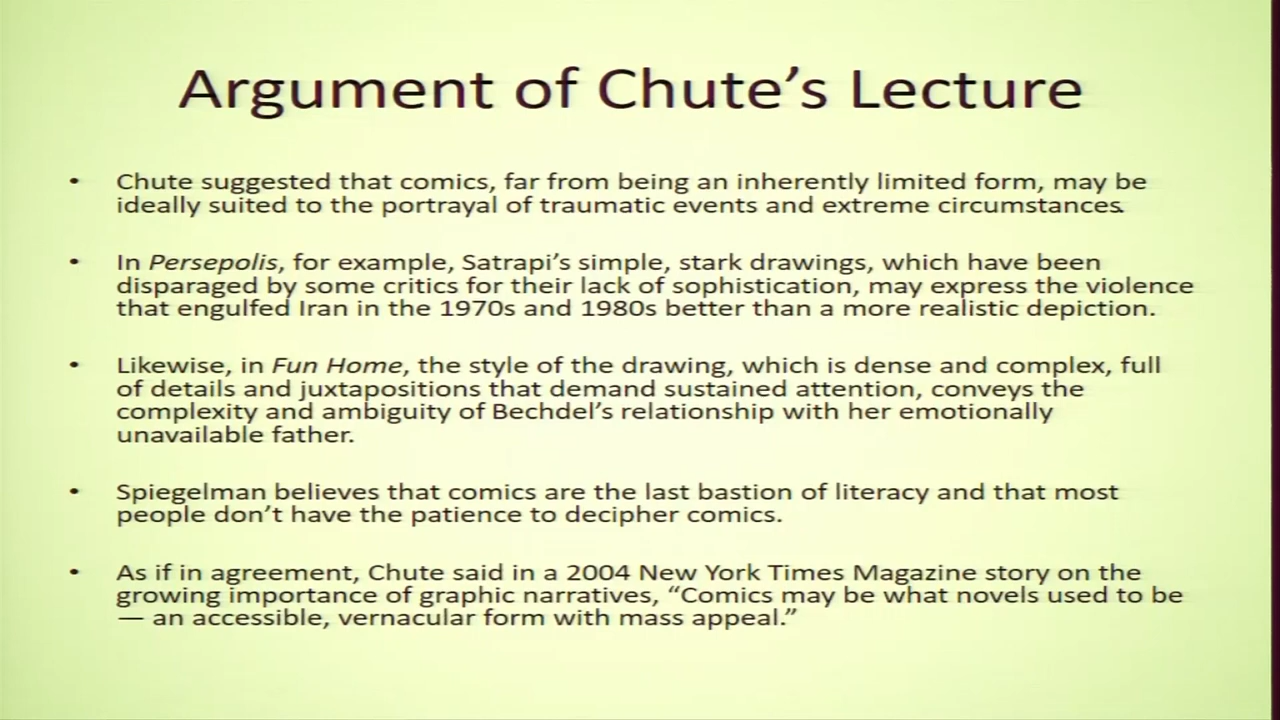 Argument of Chute's Lecture
• Chute suggested that comics, far from being an inherently limited form, may be
ideally suited to the portrayal of traumatic events and extreme circumstances.
• In Persepolis, for example, Satrapi's simple, stark drawings, which have been
disparaged by some critics for their lack of sophistication, may express the violence
that engulfed Iran in the 1970s and 1980s better than a more realistic depiction.
• Likewise, in Fun Home, the style of the drawing, which is dense and complex, full
of details and juxtapositions that demand sustained attention, conveys the
complexity and ambiguity of Bechdel's relationship with her emotionally
unavailable father.
• Spiegelman believes that comics are the last bastion of literacy and that most
people don't have the patience to decipher comics.
• As if in agreement, Chute said in a 2004 New York Times Magazine story on the
growing importance of graphic narratives, “Comics may be what novels used to be
— an accessible, vernacular form with mass appeal.”